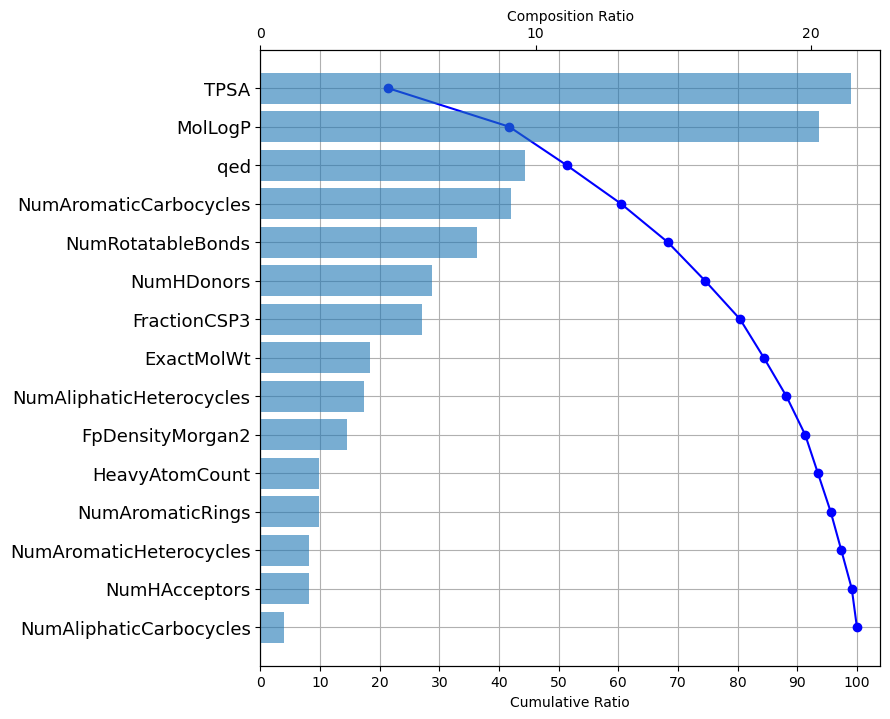 Composition Ratio
0 10 20
TPSA
MolLogP
qed
NumAromaticCarbocycles
NumRotatableBonds
NumHDonors
FractionCSP3
ExactMolWt
NumAliphaticHeterocycles
FpDensityMorgan2
HeavyAtomCount
NumAromaticRings
NumAromaticHeterocycles
NumHAcceptors
NumAliphaticCarbocycles
0 10 20 30 40 50 60 70 80 90 100
Cumulative Ratio